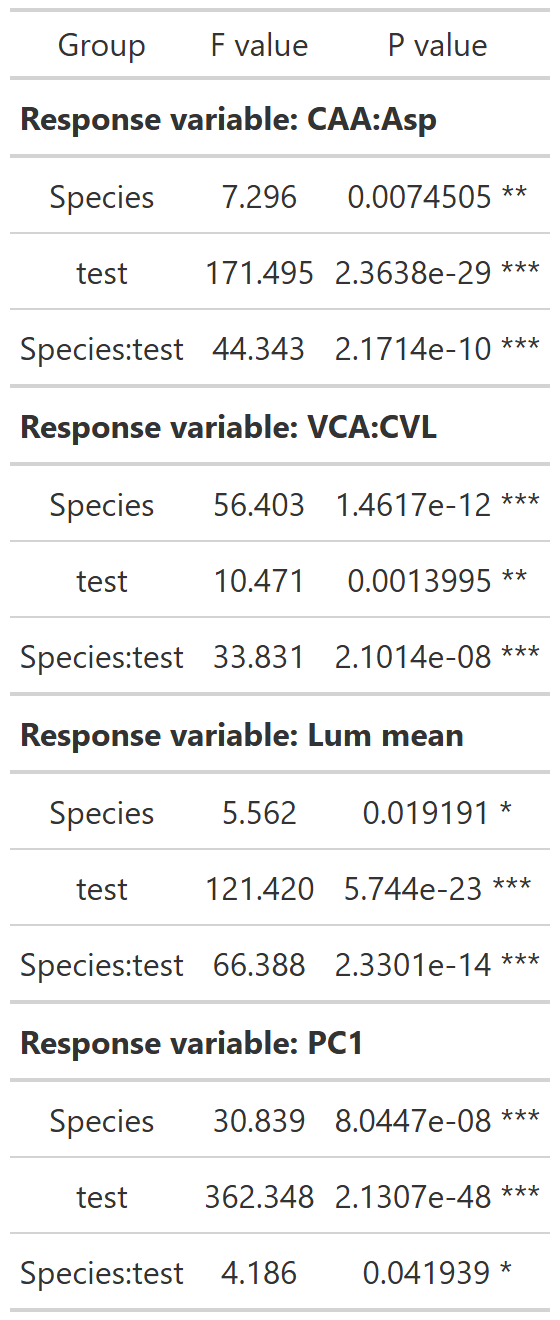 Group F value P value
Response variable: CAA:Asp
Species 7.296 0.0074505 **
test 171.495 2.3638e-29 ***
Species:test 44.343 2.1714e-10 ***
Response variable: VCA:CVL
Species 56.403 1.4617e-12 ***
test 10.471 0.0013995 **
Species:test 33.831 2.1014e-08 ***
Response variable: Lum mean
Species 5.562 0.019191 *
test 121.420 5.744e-23 ***
Species:test 66.388 2.3301e-14 ***
Response variable: PC1
Species 30.839 8.0447e-08 ***
test 362.348 2.1307e-48 ***
Species:test 4.186 0.041939 *